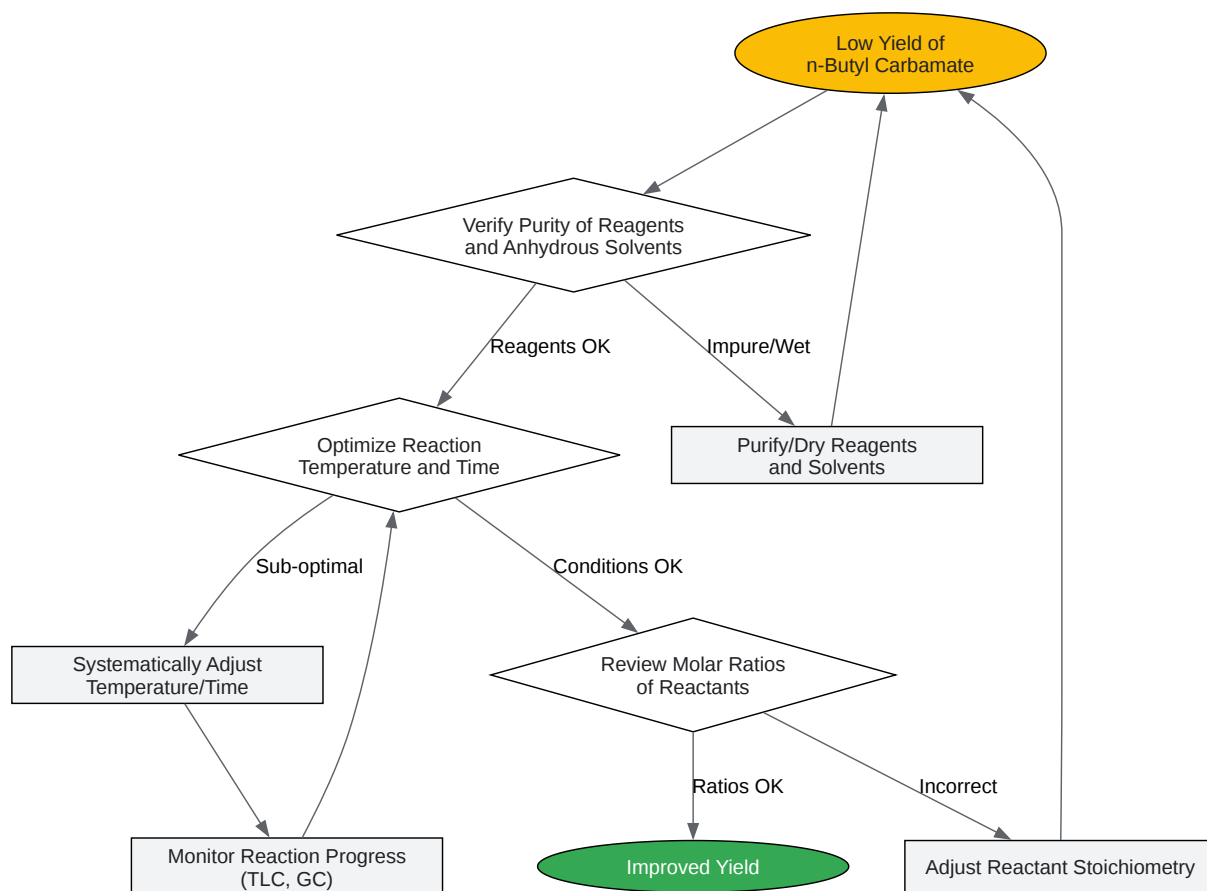 Low Yield of
n-Butyl Carbamate
Verify Purity of Reagents
and Anhydrous Solvents
Reagents OK
Impure/Wet
Optimize Reaction
Temperature and Time
Purify/Dry Reagents
and Solvents
Sub-optimal
Conditions OK
Systematically Adjust
Temperature/Time
Review Molar Ratios
of Reactants
Ratios OK
Incorrect
Monitor Reaction Progress
(TLC, GC)
Improved Yield
Adjust Reactant Stoichiometry